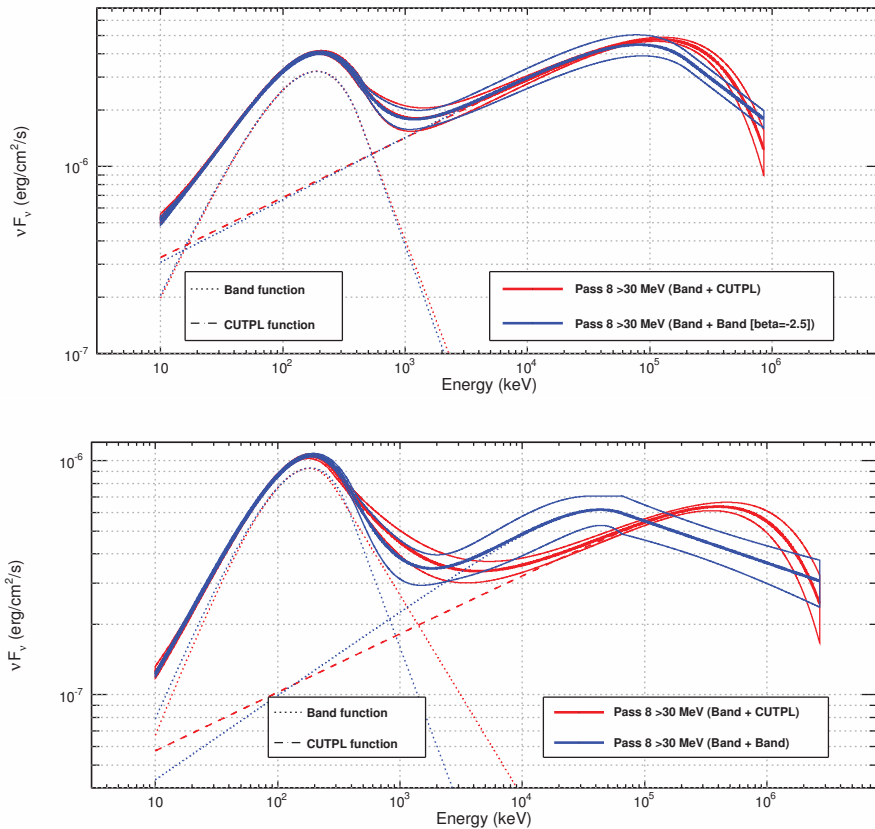 νFν (erg/cm²/s)
10⁻⁶
10⁻⁷
Band function
CUTPL function
Pass 8 >30 MeV (Band + CUTPL)
Pass 8 >30 MeV (Band + Band [beta=-2.5])
10 10² 10³ 10⁴ 10⁵ 10⁶
Energy (keV)
νFν (erg/cm²/s)
10⁻⁶
10⁻⁷
Band function
CUTPL function
Pass 8 >30 MeV (Band + CUTPL)
Pass 8 >30 MeV (Band + Band)
10 10² 10³ 10⁴ 10⁵ 10⁶
Energy (keV)